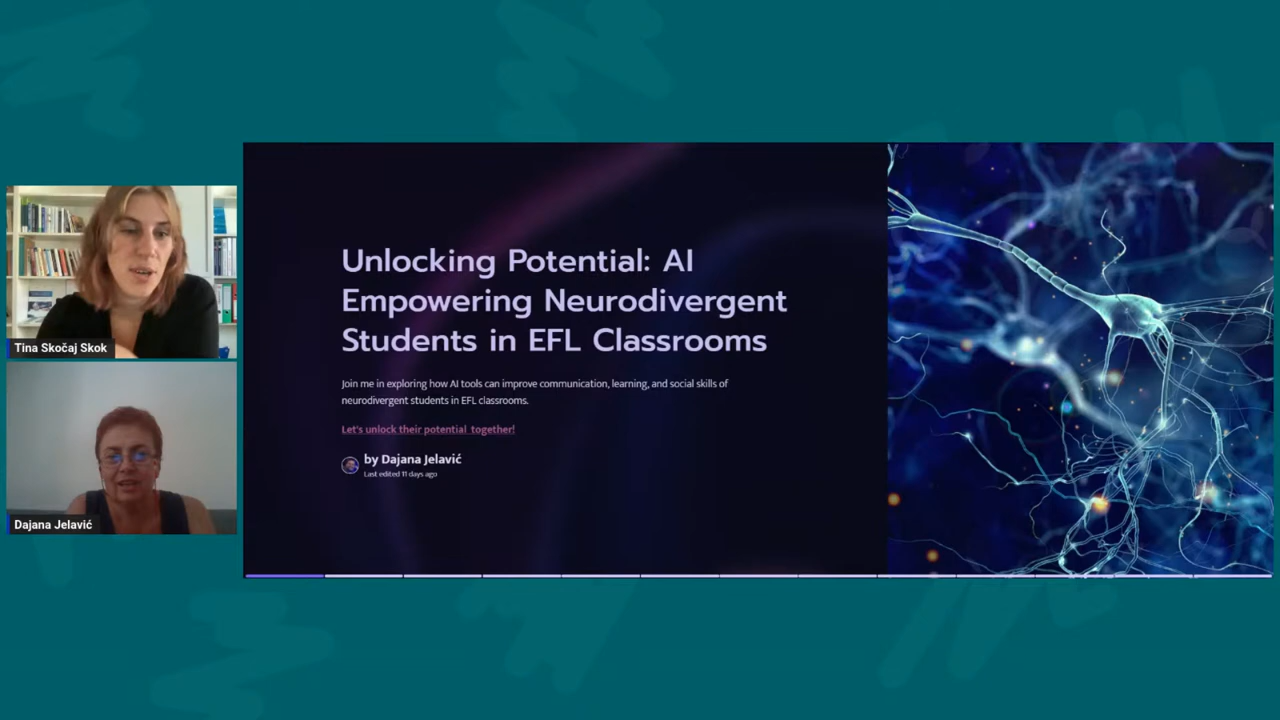 Tina Skočaj Skok
Dajana Jelavić
Unlocking Potential: AI
Empowering Neurodivergent
Students in EFL Classrooms
Join me in exploring how AI tools can improve communication, learning, and social skills of
neurodivergent students in EFL classrooms.
Let's unlock their potential together!
by Dajana Jelavić
Last edited 11 days ago